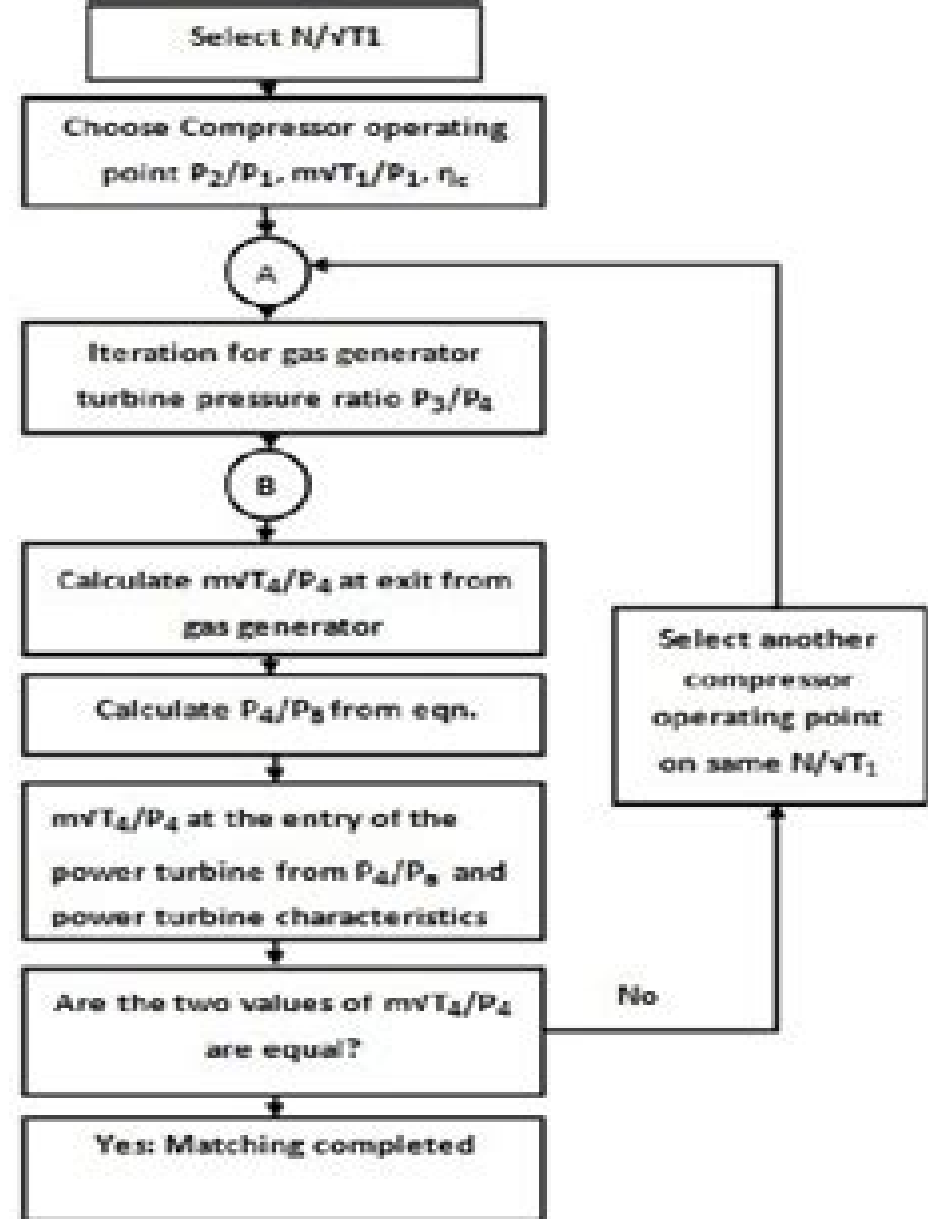 Select N/√T1
Choose Compressor operating
point P₂/P₁, m√T₁/P₁, η꜀
A
Iteration for gas generator
turbine pressure ratio P₃/P₄
B
Calculate m√T₄/P₄ at exit from
gas generator
Calculate P₄/Pₐ from eqn.
m√T₄/P₄ at the entry of the
power turbine from P₄/Pₐ and
power turbine characteristics
Are the two values of m√T₄/P₄
are equal?
No
Select another
compressor
operating point
on same N/√T₁
Yes: Matching completed